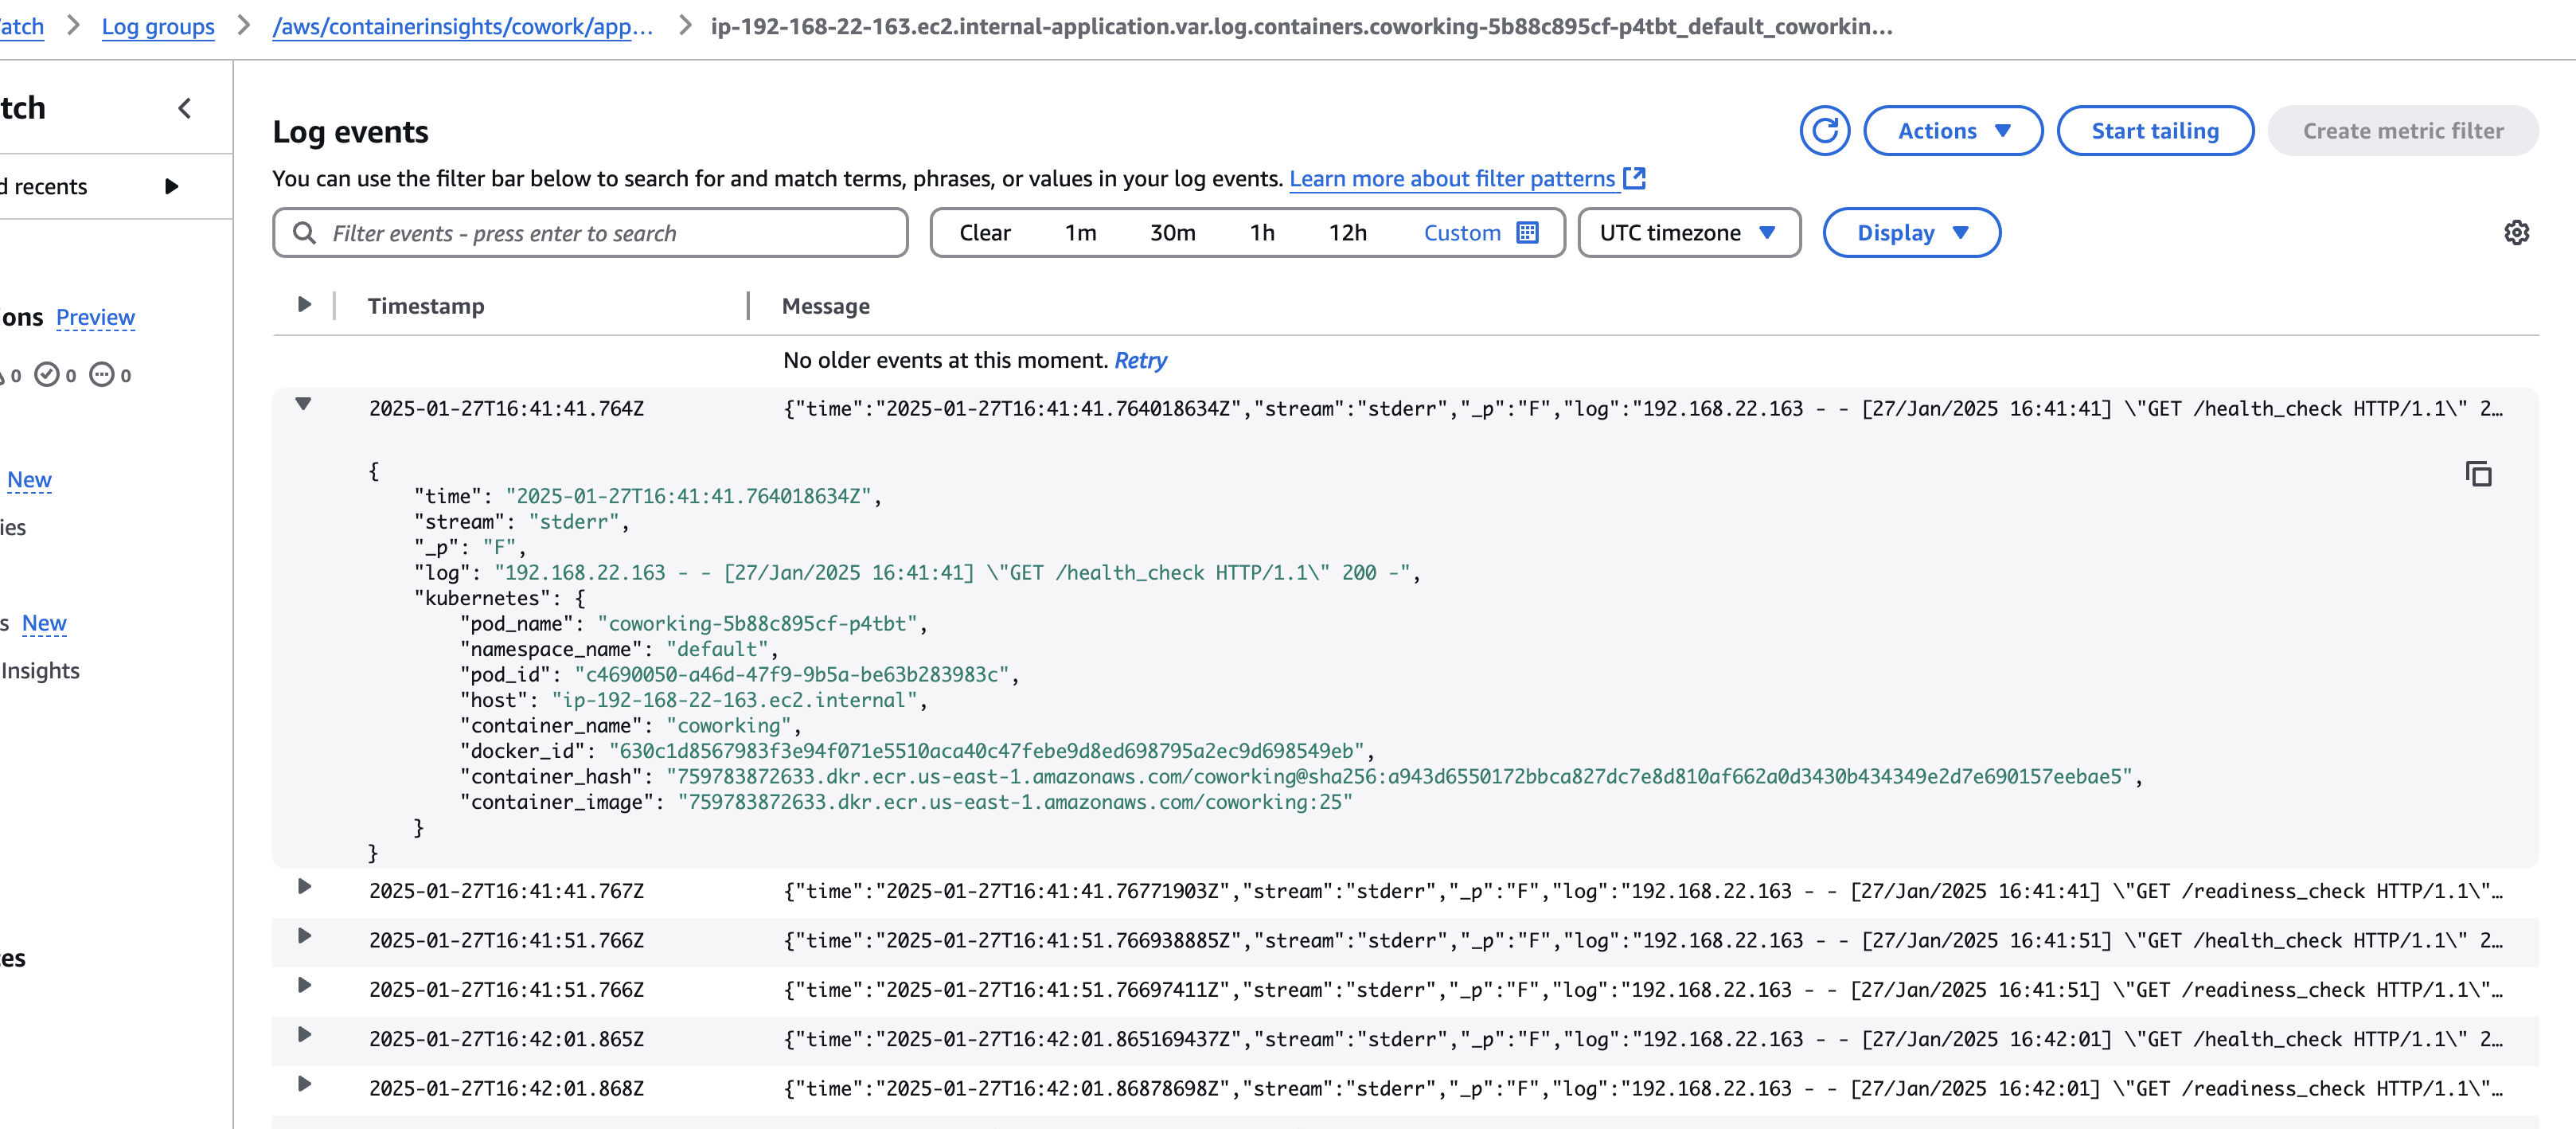 atch > Log groups > /aws/containerinsights/cowork/app… > ip-192-168-22-163.ec2.internal-application.var.log.containers.coworking-5b88c895cf-p4tbt_default_coworkin…
tch
d recents
ons Preview
0 0 0
New
ies
s New
Insights
es
Log events
Actions
Start tailing
Create metric filter
You can use the filter bar below to search for and match terms, phrases, or values in your log events. Learn more about filter patterns
Filter events - press enter to search
Clear 1m 30m 1h 12h Custom
UTC timezone
Display
Timestamp Message
No older events at this moment. Retry
2025-01-27T16:41:41.764Z {"time":"2025-01-27T16:41:41.764018634Z","stream":"stderr","_p":"F","log":"192.168.22.163 - - [27/Jan/2025 16:41:41] \"GET /health_check HTTP/1.1\" 2…
{
"time": "2025-01-27T16:41:41.764018634Z",
"stream": "stderr",
"_p": "F",
"log": "192.168.22.163 - - [27/Jan/2025 16:41:41] \"GET /health_check HTTP/1.1\" 200 -",
"kubernetes": {
"pod_name": "coworking-5b88c895cf-p4tbt",
"namespace_name": "default",
"pod_id": "c4690050-a46d-47f9-9b5a-be63b283983c",
"host": "ip-192-168-22-163.ec2.internal",
"container_name": "coworking",
"docker_id": "630c1d8567983f3e94f071e5510aca40c47febe9d8ed698795a2ec9d698549eb",
"container_hash": "759783872633.dkr.ecr.us-east-1.amazonaws.com/coworking@sha256:a943d6550172bbca827dc7e8d810af662a0d3430b434349e2d7e690157eebae5",
"container_image": "759783872633.dkr.ecr.us-east-1.amazonaws.com/coworking:25"
}
}
2025-01-27T16:41:41.767Z {"time":"2025-01-27T16:41:41.76771903Z","stream":"stderr","_p":"F","log":"192.168.22.163 - - [27/Jan/2025 16:41:41] \"GET /readiness_check HTTP/1.1\"…
2025-01-27T16:41:51.766Z {"time":"2025-01-27T16:41:51.766938885Z","stream":"stderr","_p":"F","log":"192.168.22.163 - - [27/Jan/2025 16:41:51] \"GET /health_check HTTP/1.1\" 2…
2025-01-27T16:41:51.766Z {"time":"2025-01-27T16:41:51.76697411Z","stream":"stderr","_p":"F","log":"192.168.22.163 - - [27/Jan/2025 16:41:51] \"GET /readiness_check HTTP/1.1\"…
2025-01-27T16:42:01.865Z {"time":"2025-01-27T16:42:01.865169437Z","stream":"stderr","_p":"F","log":"192.168.22.163 - - [27/Jan/2025 16:42:01] \"GET /health_check HTTP/1.1\" 2…
2025-01-27T16:42:01.868Z {"time":"2025-01-27T16:42:01.86878698Z","stream":"stderr","_p":"F","log":"192.168.22.163 - - [27/Jan/2025 16:42:01] \"GET /readiness_check HTTP/1.1\"…